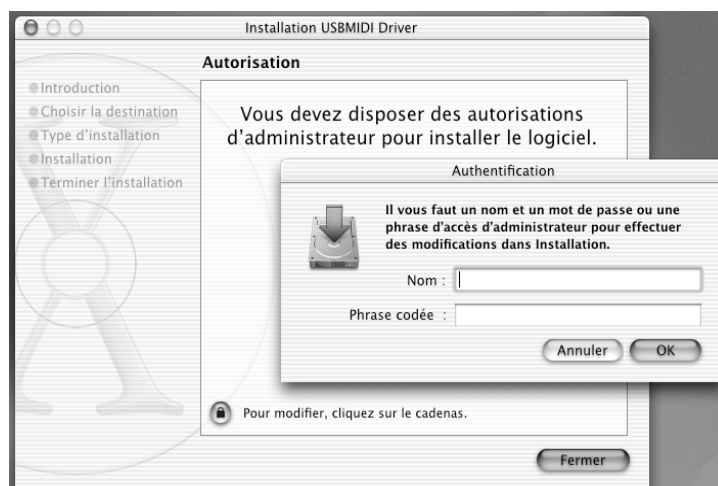 Installation USBMIDI Driver
Autorisation
Introduction
Choisir la destination
Type d'installation
Installation
Terminer l'installation
Vous devez disposer des autorisations
d'administrateur pour installer le logiciel.
Authentification
Il vous faut un nom et un mot de passe ou une
phrase d'accès d'administrateur pour effectuer
des modifications dans Installation.
Nom :
Phrase codée :
Annuler
OK
Pour modifier, cliquez sur le cadenas.
Fermer